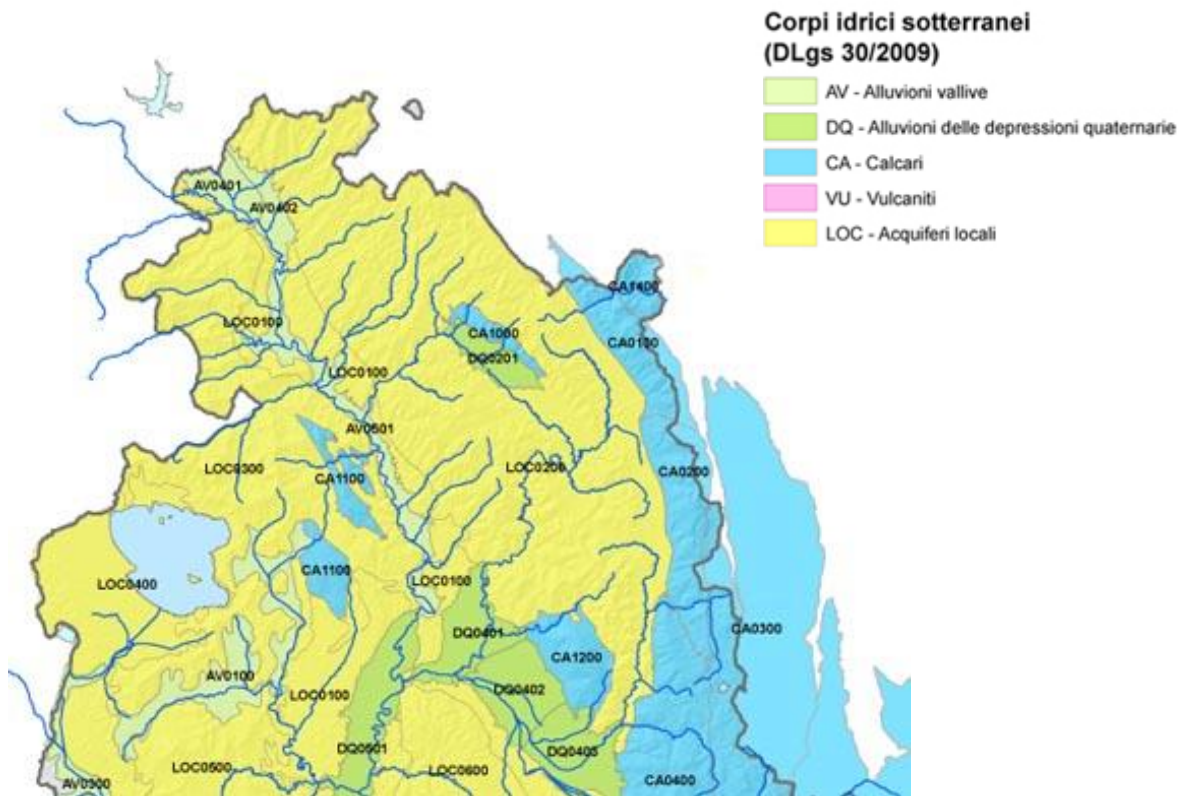 Corpi idrici sotterranei
(DLgs 30/2009)
AV - Alluvioni vallive
DQ - Alluvioni delle depressioni quaternarie
CA - Calcari
VU - Vulcaniti
LOC - Acquiferi locali
AV0401
AV0402
CA1400
LOC0100
CA1000
CA0100
DQ0201
LOC0100
AV0501
LOC0300
LOC0200
CA0200
CA1100
CA1100
LOC0400
LOC0100
DQ0401
CA0300
CA1200
AV0100
DQ0402
LOC0100
DQ0501
DQ0403
LOC0500
LOC0600
AV0300
CA0400